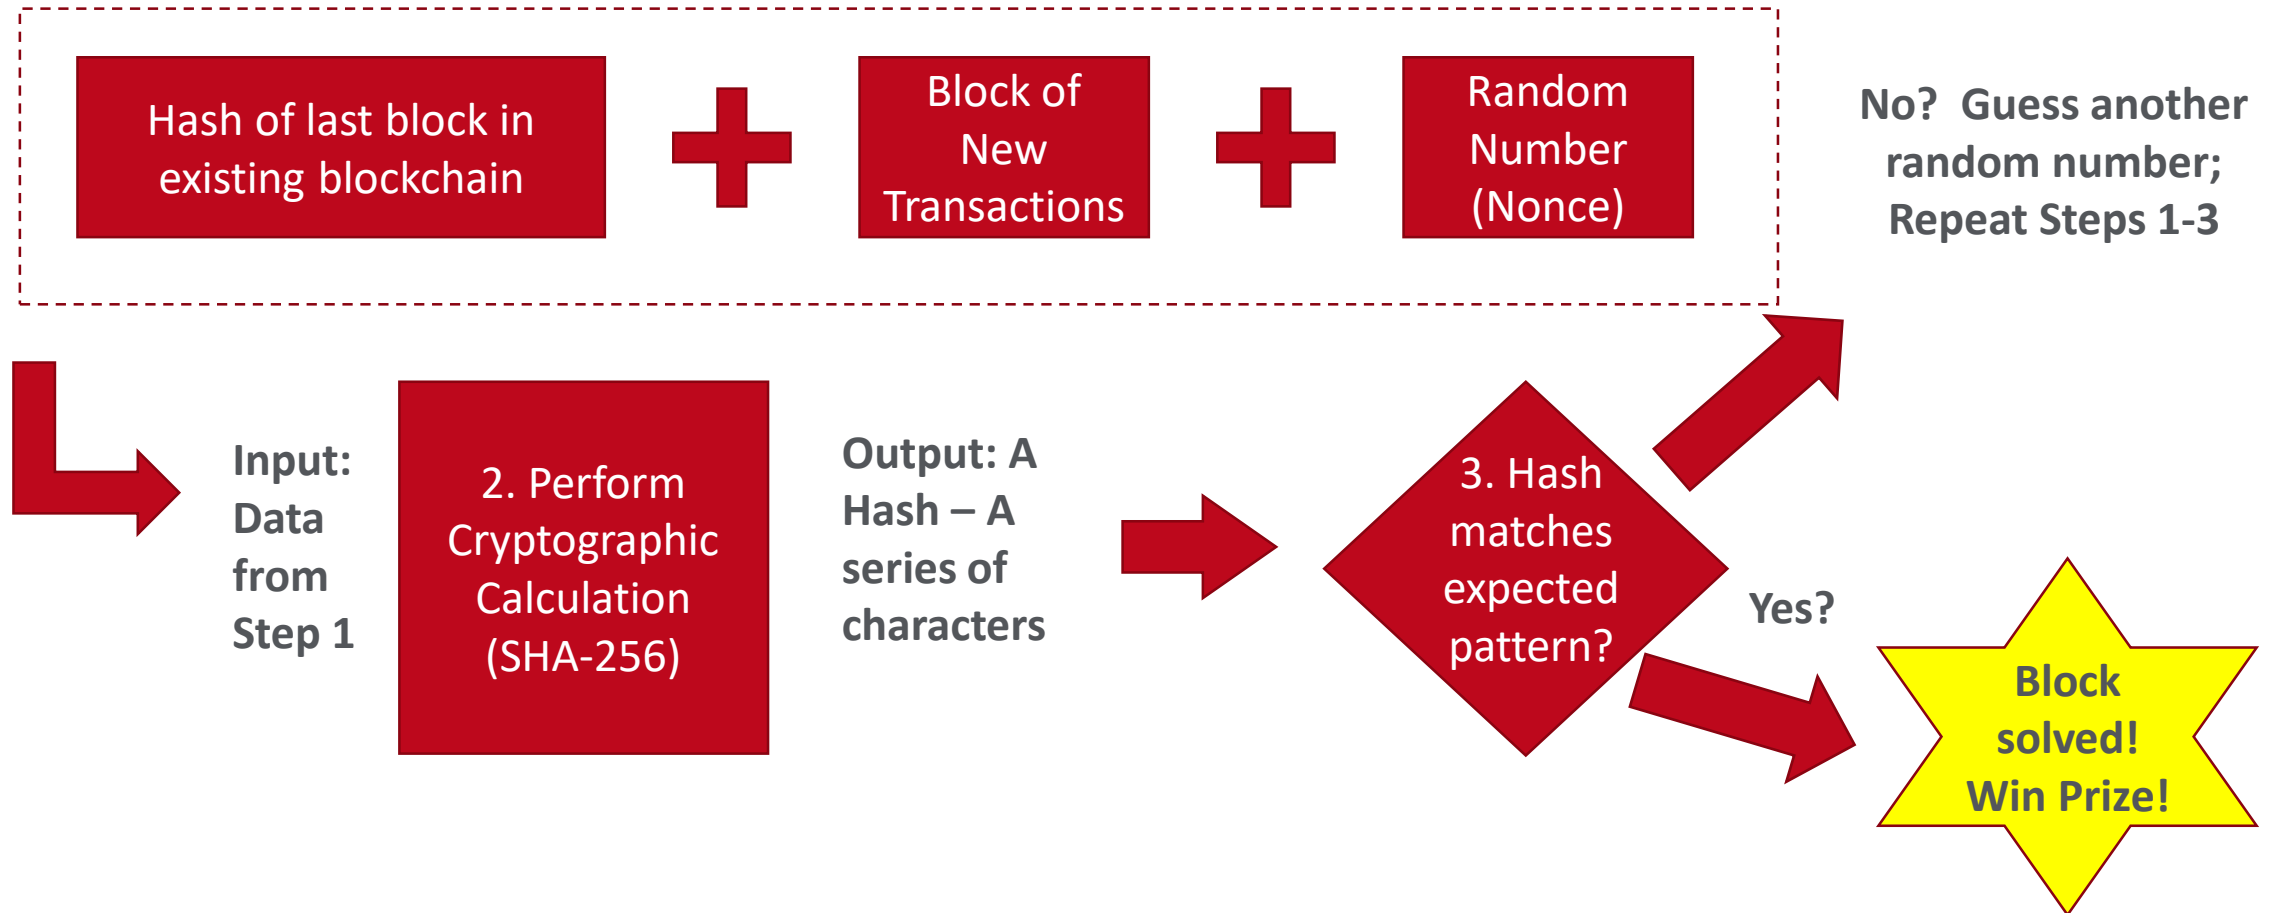 Hash of last block in
existing blockchain
Block of
New
Transactions
Random
Number
(Nonce)
No?  Guess another
random number;
Repeat Steps 1-3
Input:
Data
from
Step 1
2. Perform
Cryptographic
Calculation
(SHA-256)
Output: A
Hash – A
series of
characters
3. Hash
matches
expected
pattern?
Yes?
Block
solved!
Win Prize!